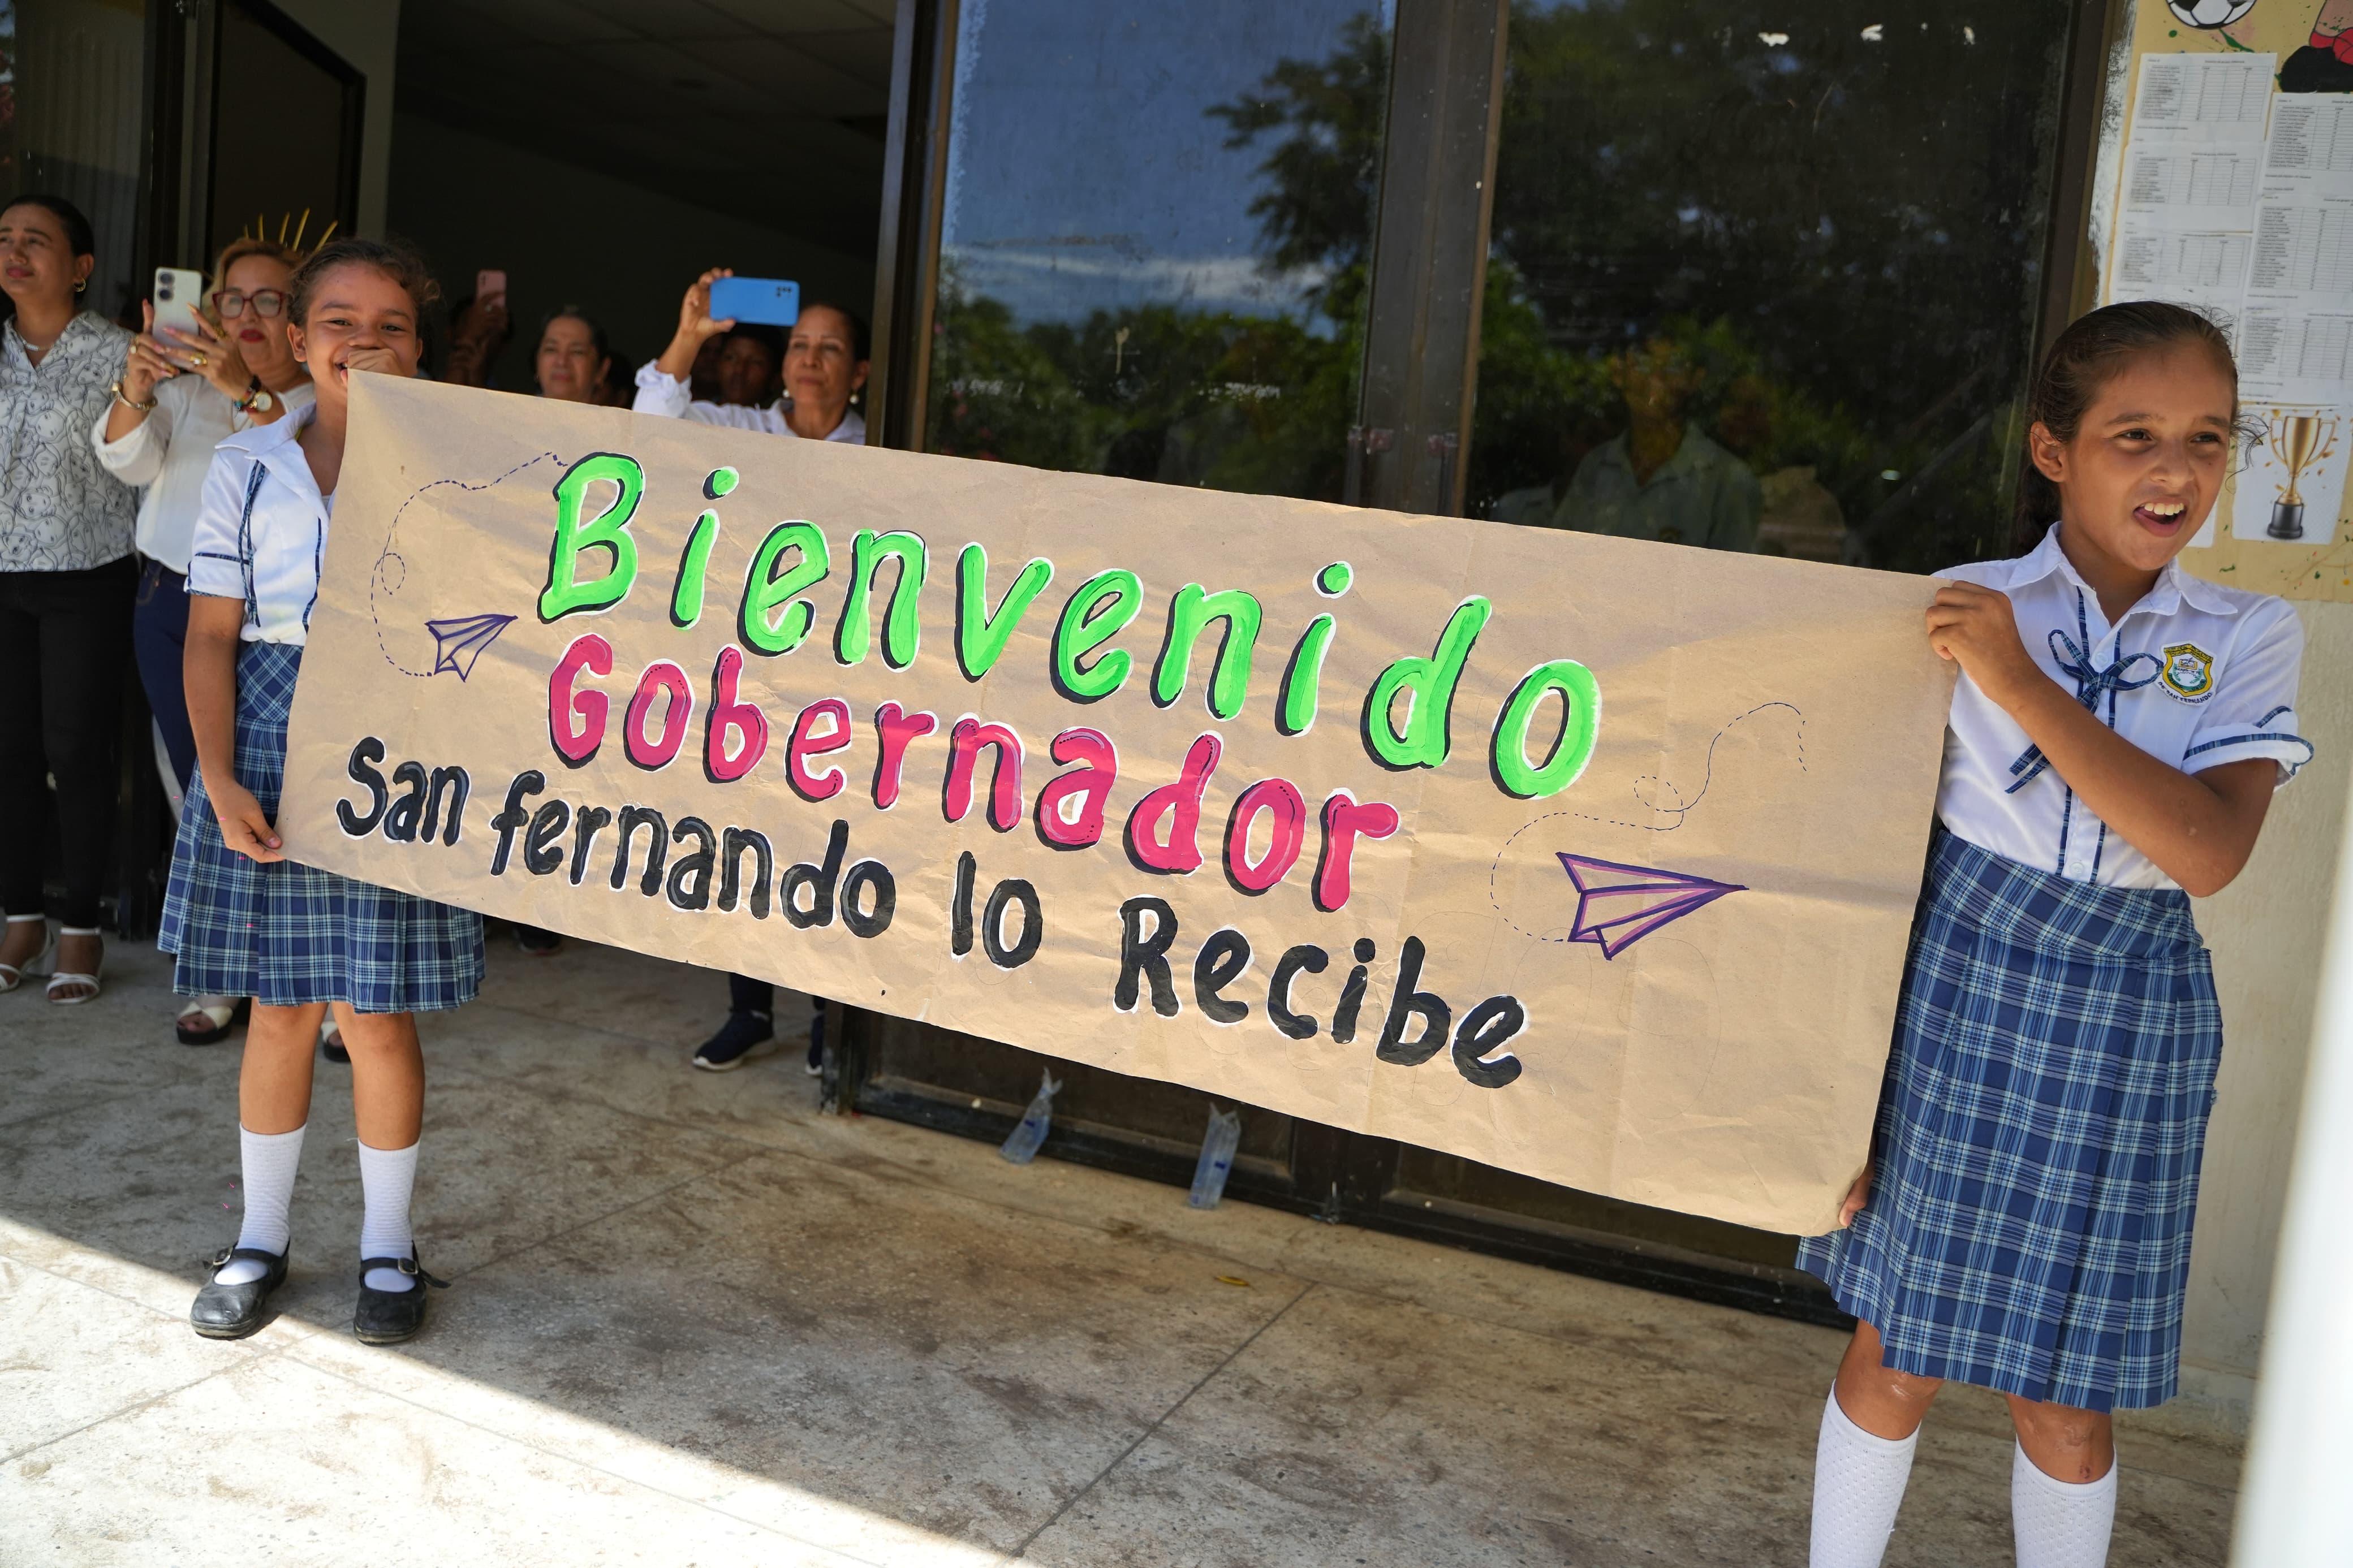 Bienvenido
Gobernador
San fernando lo Recibe